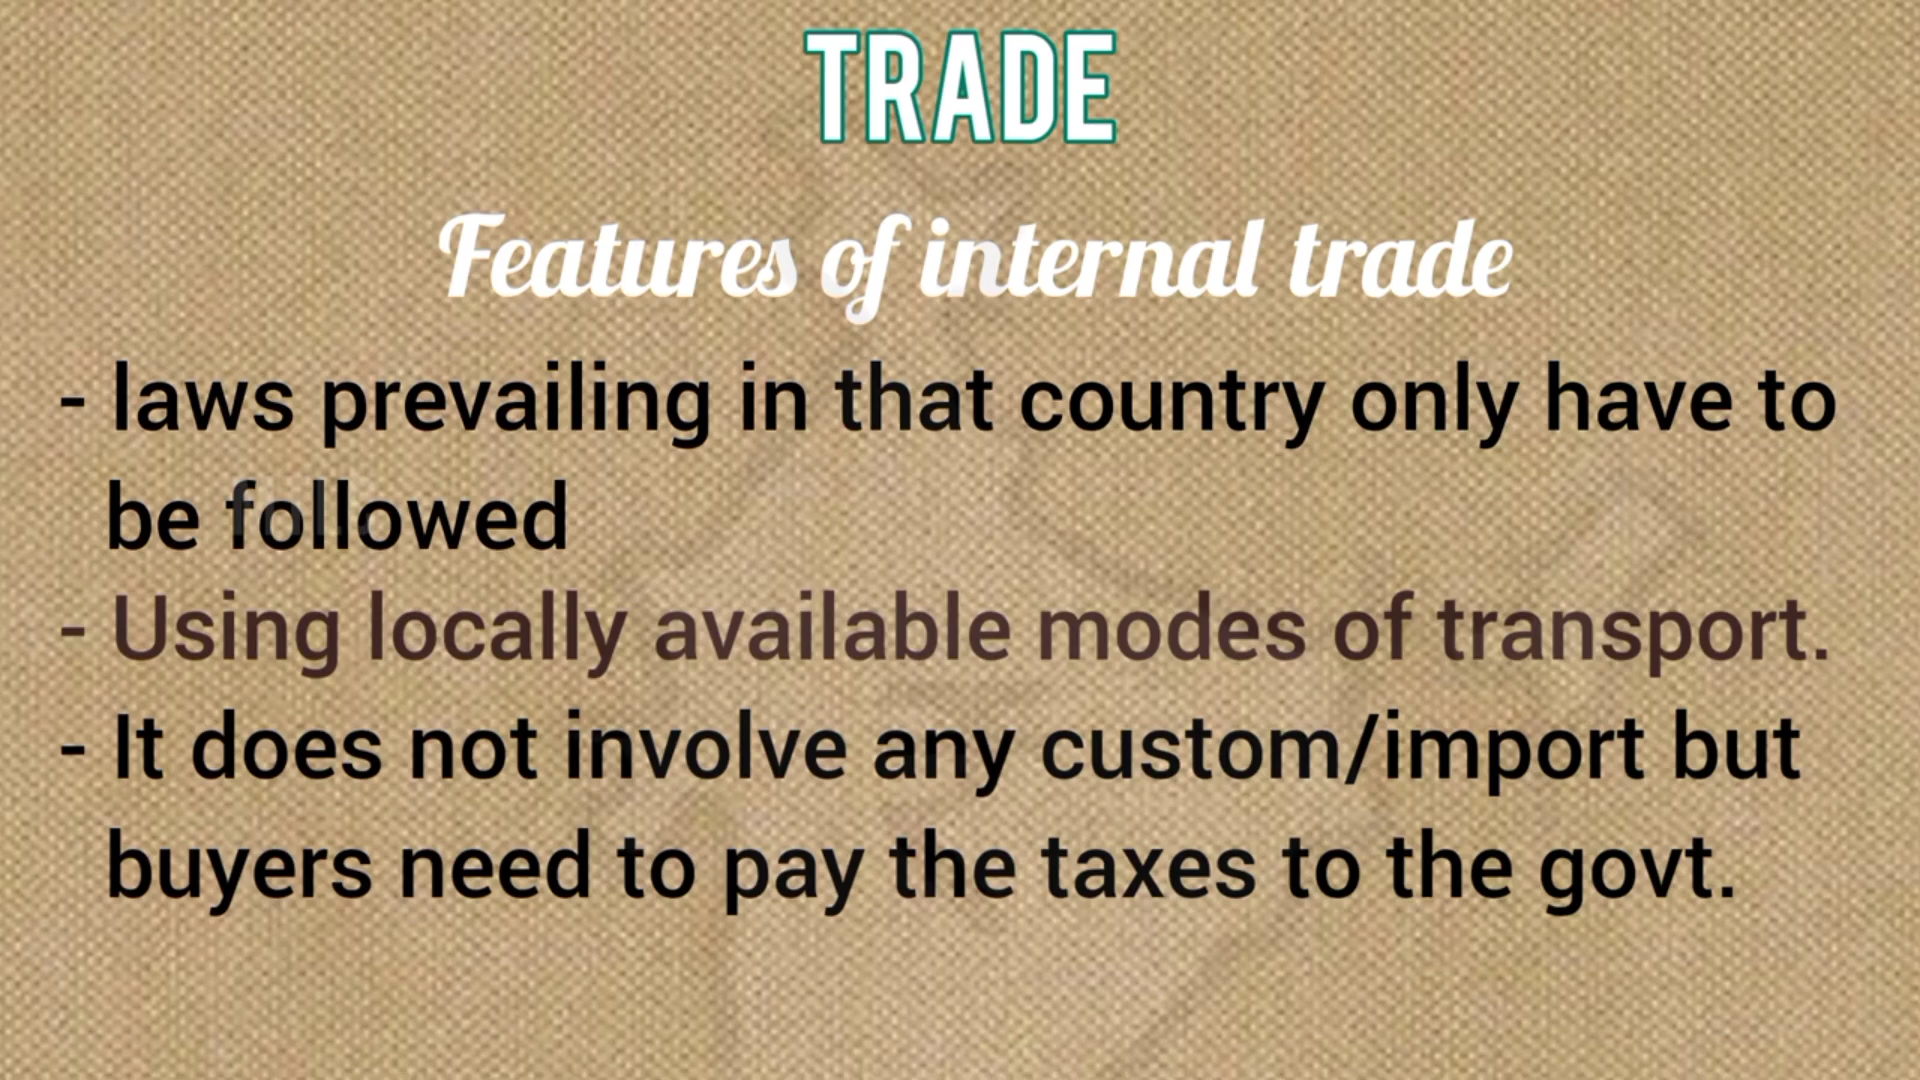 TRADE
Features of internal trade
- laws prevailing in that country only have to
be followed
- Using locally available modes of transport.
- It does not involve any custom/import but
buyers need to pay the taxes to the govt.